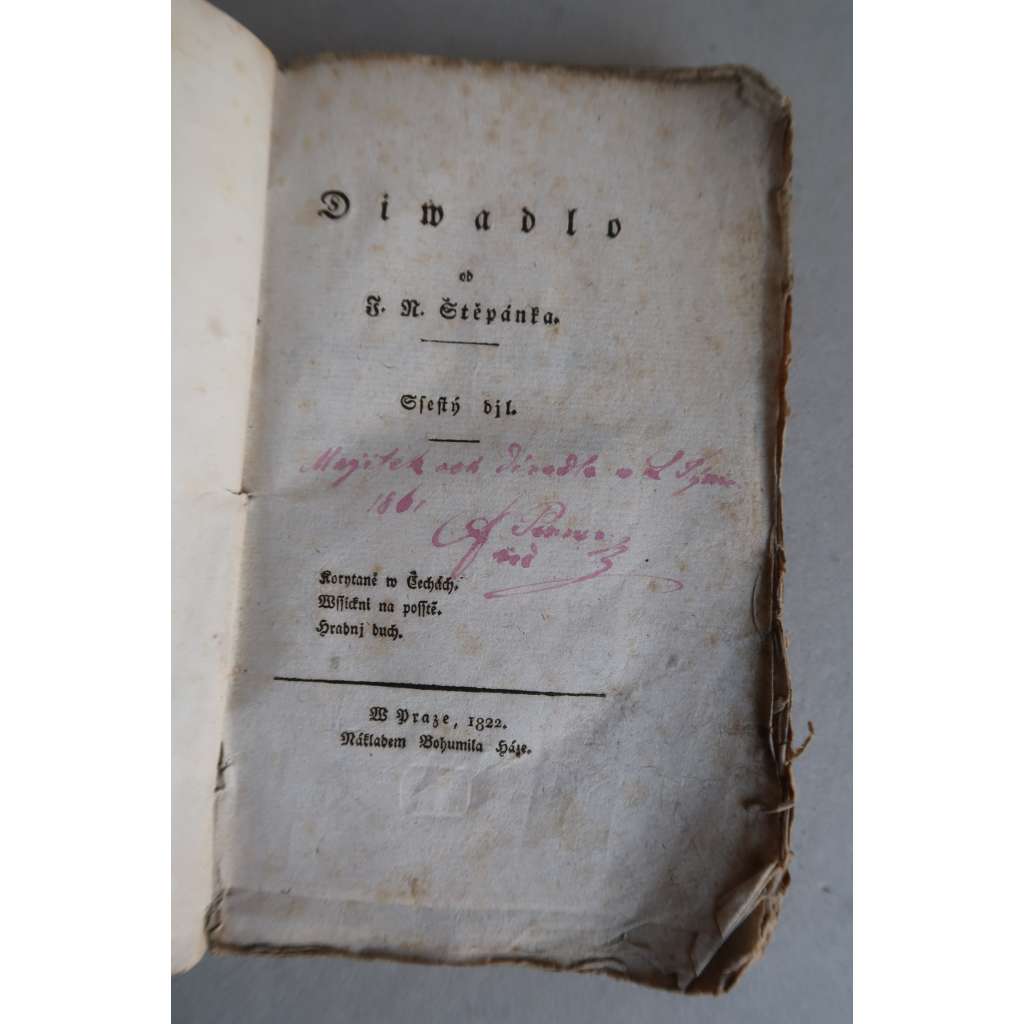 Diwadlo
od
J. N. Štěpánka.
Ssestý djl.
Majitel
1861
Korytané w Čechách.
Wssickni na posstě.
Hradnj duch.
W Praze, 1822.
Nákladem Bohumila Háze.